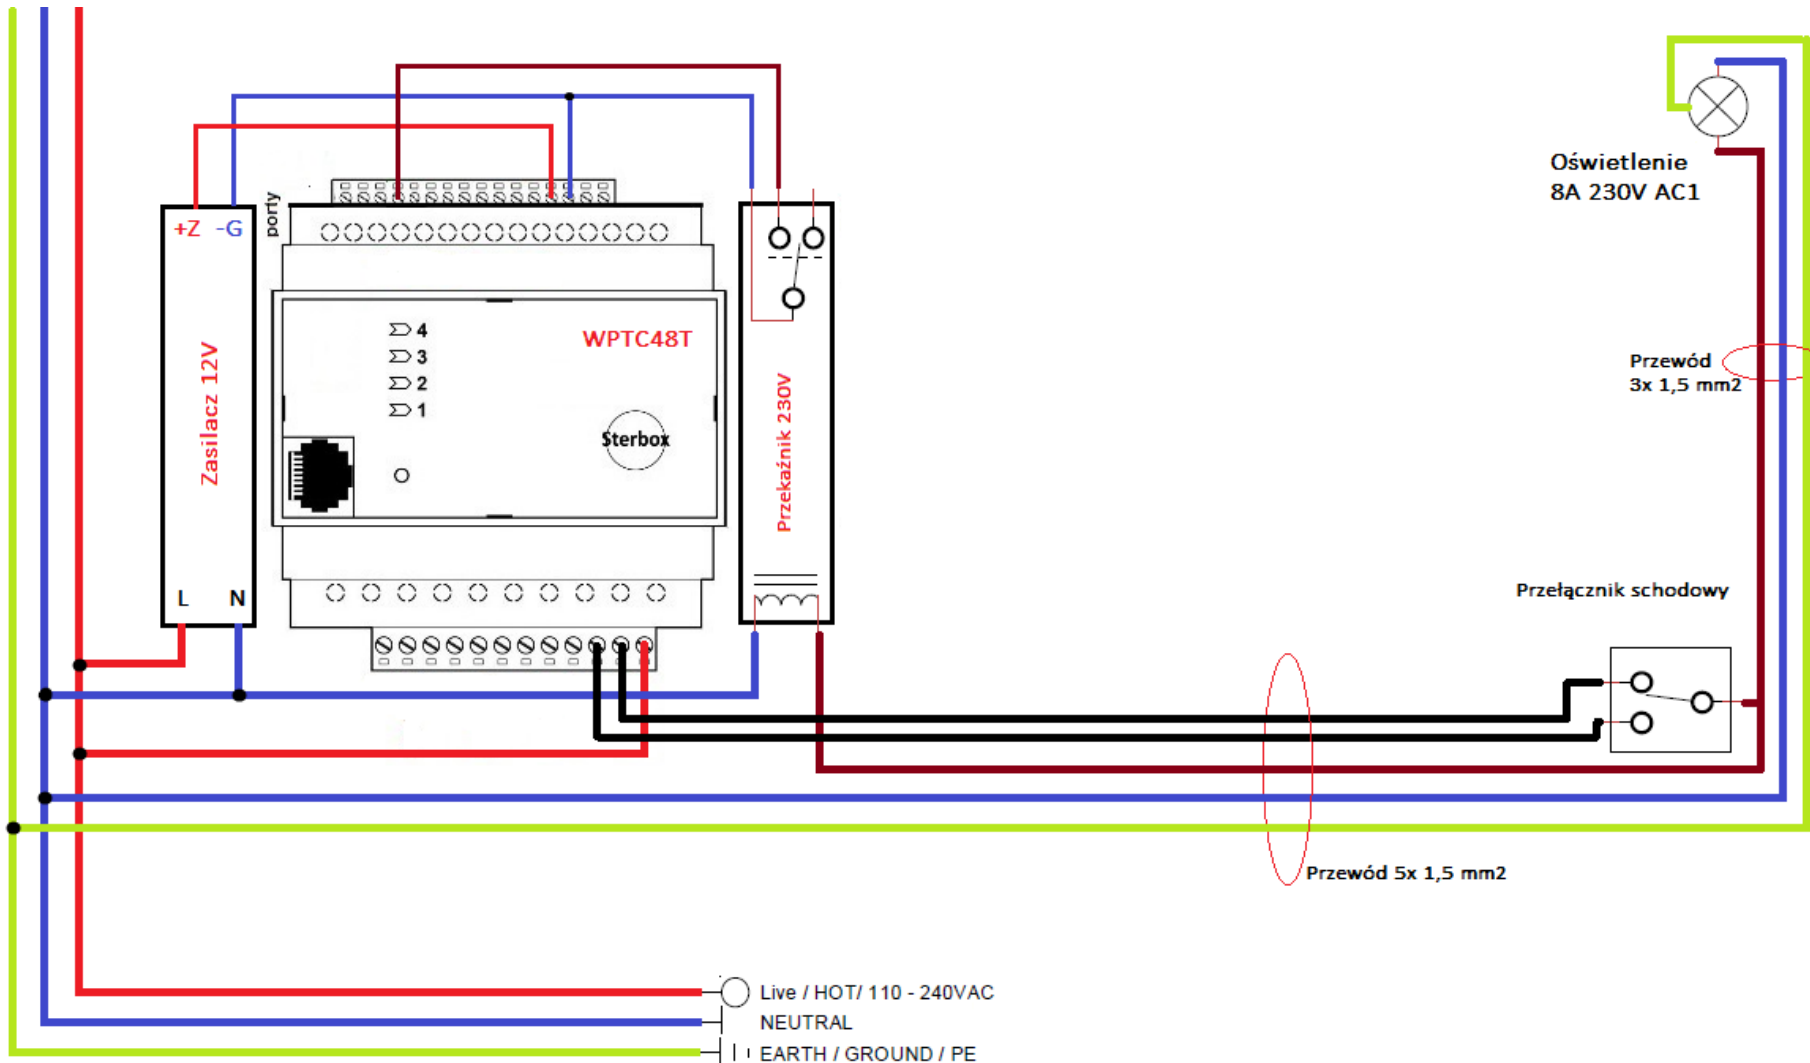 Oświetlenie
8A 230V AC1
porty
+Z -G
Zasilacz 12V
L N
4
3
2
1
WPTC48T
Sterbox
Przekaźnik 230V
Przewód
3x 1,5 mm2
Przełącznik schodowy
Przewód 5x 1,5 mm2
Live / HOT/ 110 - 240VAC
NEUTRAL
EARTH / GROUND / PE